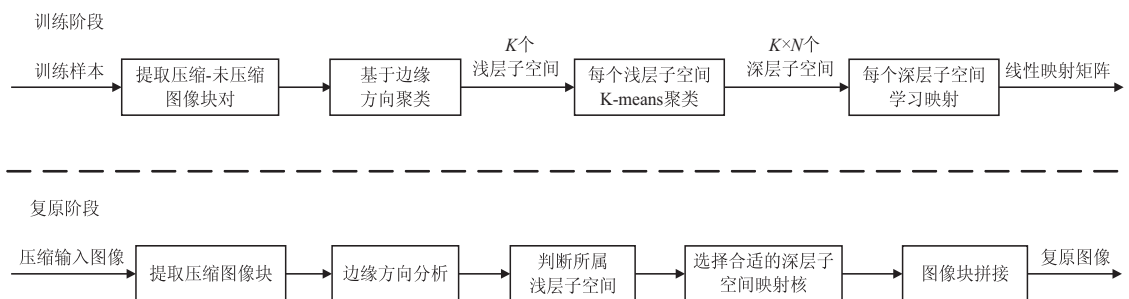 训练阶段
训练样本
提取压缩-未压缩
图像块对
基于边缘
方向聚类
K个
浅层子空间
每个浅层子空间
K-means聚类
K×N个
深层子空间
每个深层子空间
学习映射
线性映射矩阵
复原阶段
压缩输入图像
提取压缩图像块
边缘方向分析
判断所属
浅层子空间
选择合适的深层子
空间映射核
图像块拼接
复原图像